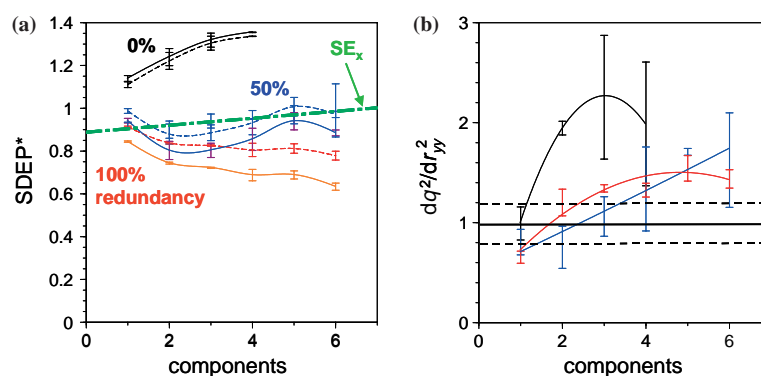 (a)
SDEP*
1.4
1.2
1
0.8
0.6
0.4
0.2
0
0%
50%
SEx
100%
redundancy
0 2 4 6
components
(b)
dq²/dr²yy
3
2
1
0
0 2 4 6
components